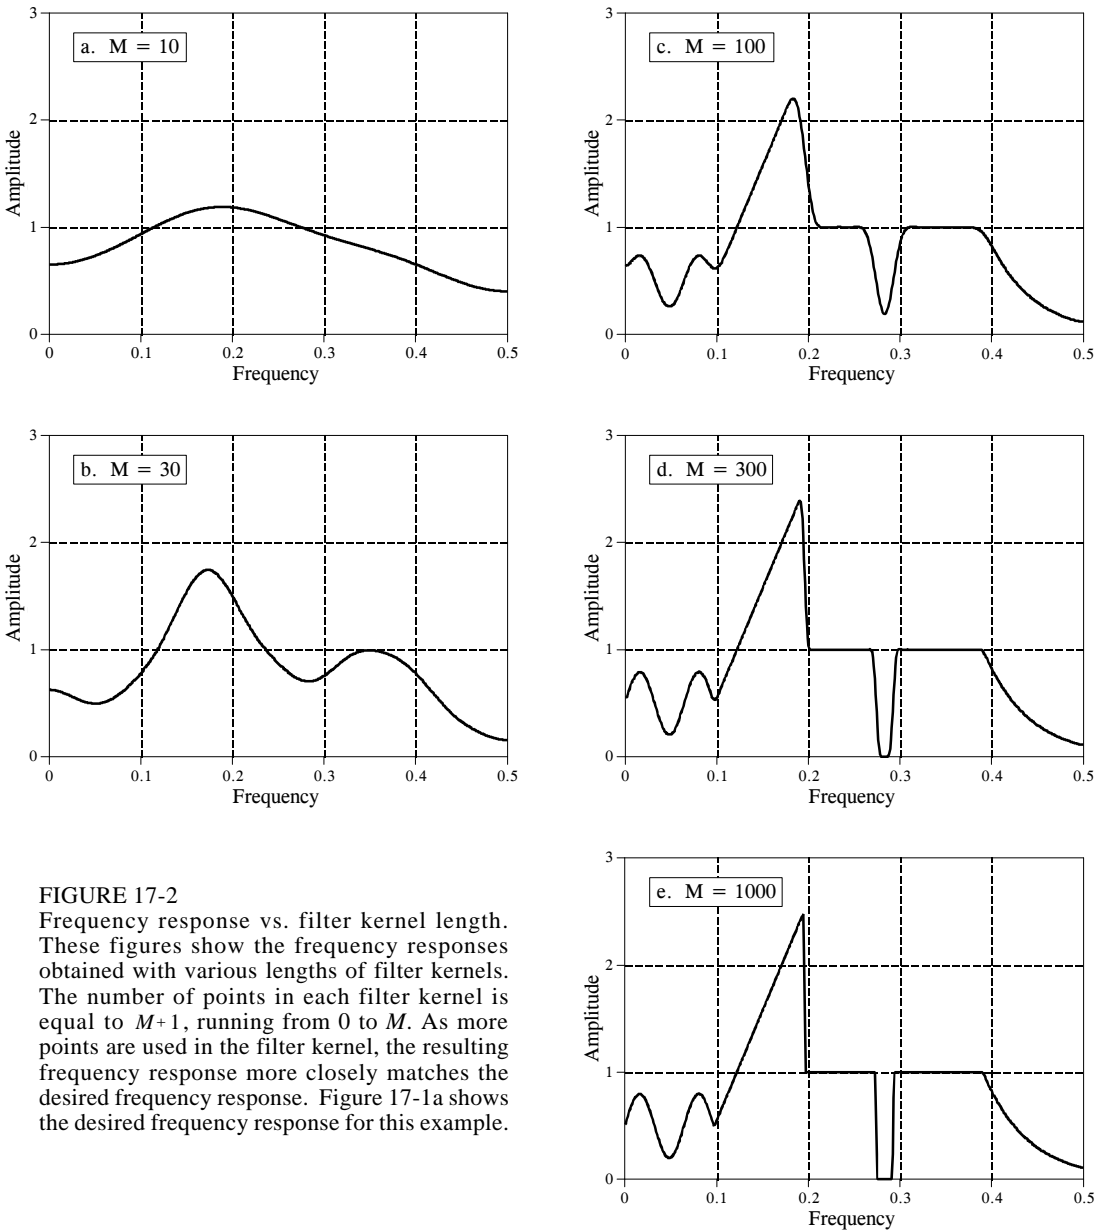 a. M = 10
3
2
1
0
0 0.1 0.2 0.3 0.4 0.5
Amplitude
Frequency
c. M = 100
3
2
1
0
0 0.1 0.2 0.3 0.4 0.5
Amplitude
Frequency
b. M = 30
3
2
1
0
0 0.1 0.2 0.3 0.4 0.5
Amplitude
Frequency
d. M = 300
3
2
1
0
0 0.1 0.2 0.3 0.4 0.5
Amplitude
Frequency
FIGURE 17-2
Frequency response vs. filter kernel length.
These figures show the frequency responses
obtained with various lengths of filter kernels.
The number of points in each filter kernel is
equal to M+1, running from 0 to M. As more
points are used in the filter kernel, the resulting
frequency response more closely matches the
desired frequency response. Figure 17-1a shows
the desired frequency response for this example.
e. M = 1000
3
2
1
0
0 0.1 0.2 0.3 0.4 0.5
Amplitude
Frequency